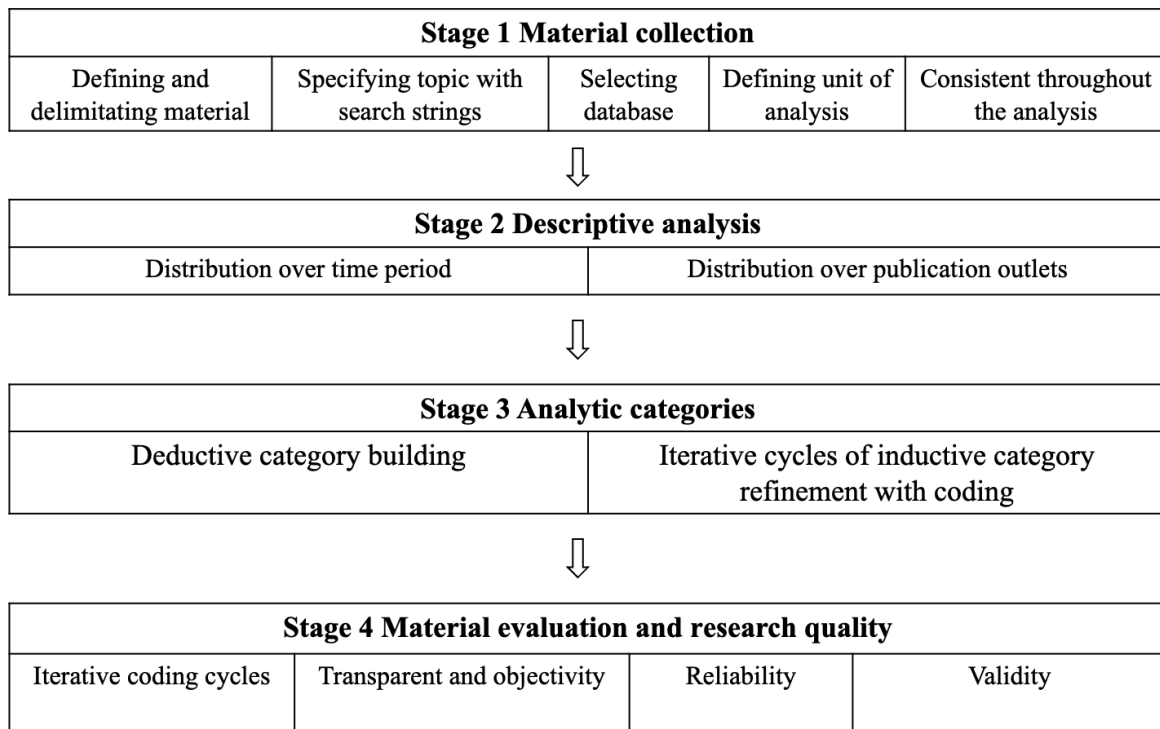 Stage 1 Material collection
Defining and
delimitating material
Specifying topic with
search strings
Selecting
database
Defining unit of
analysis
Consistent throughout
the analysis
Stage 2 Descriptive analysis
Distribution over time period
Distribution over publication outlets
Stage 3 Analytic categories
Deductive category building
Iterative cycles of inductive category
refinement with coding
Stage 4 Material evaluation and research quality
Iterative coding cycles
Transparent and objectivity
Reliability
Validity